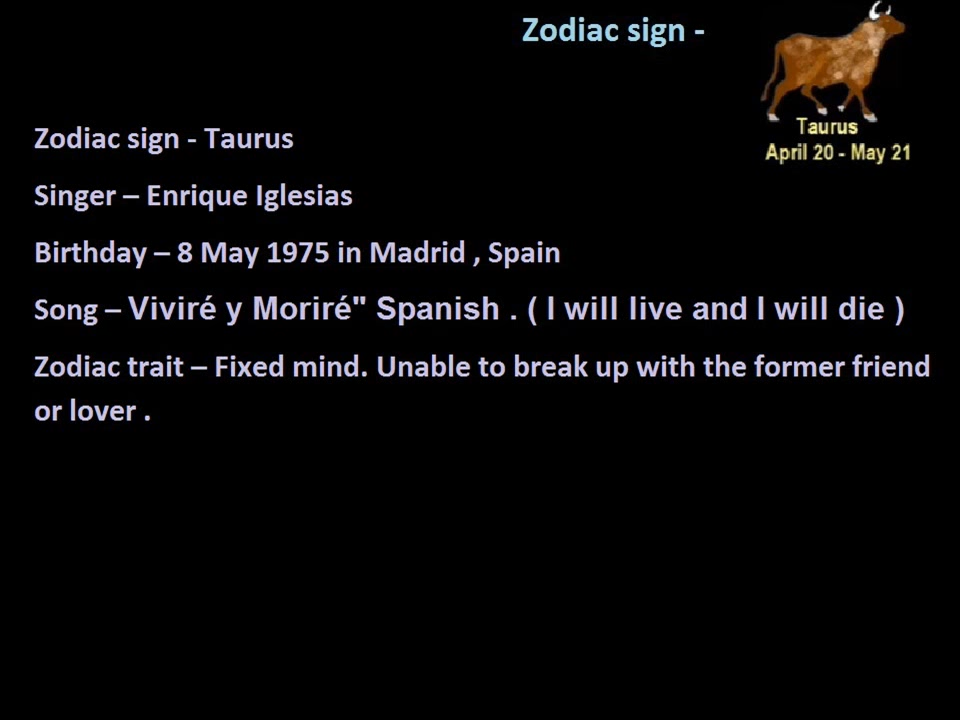 Zodiac sign -
Taurus
April 20 - May 21
Zodiac sign - Taurus
Singer – Enrique Iglesias
Birthday – 8 May 1975 in Madrid , Spain
Song – Viviré y Moriré" Spanish . ( I will live and I will die )
Zodiac trait – Fixed mind. Unable to break up with the former friend
or lover .